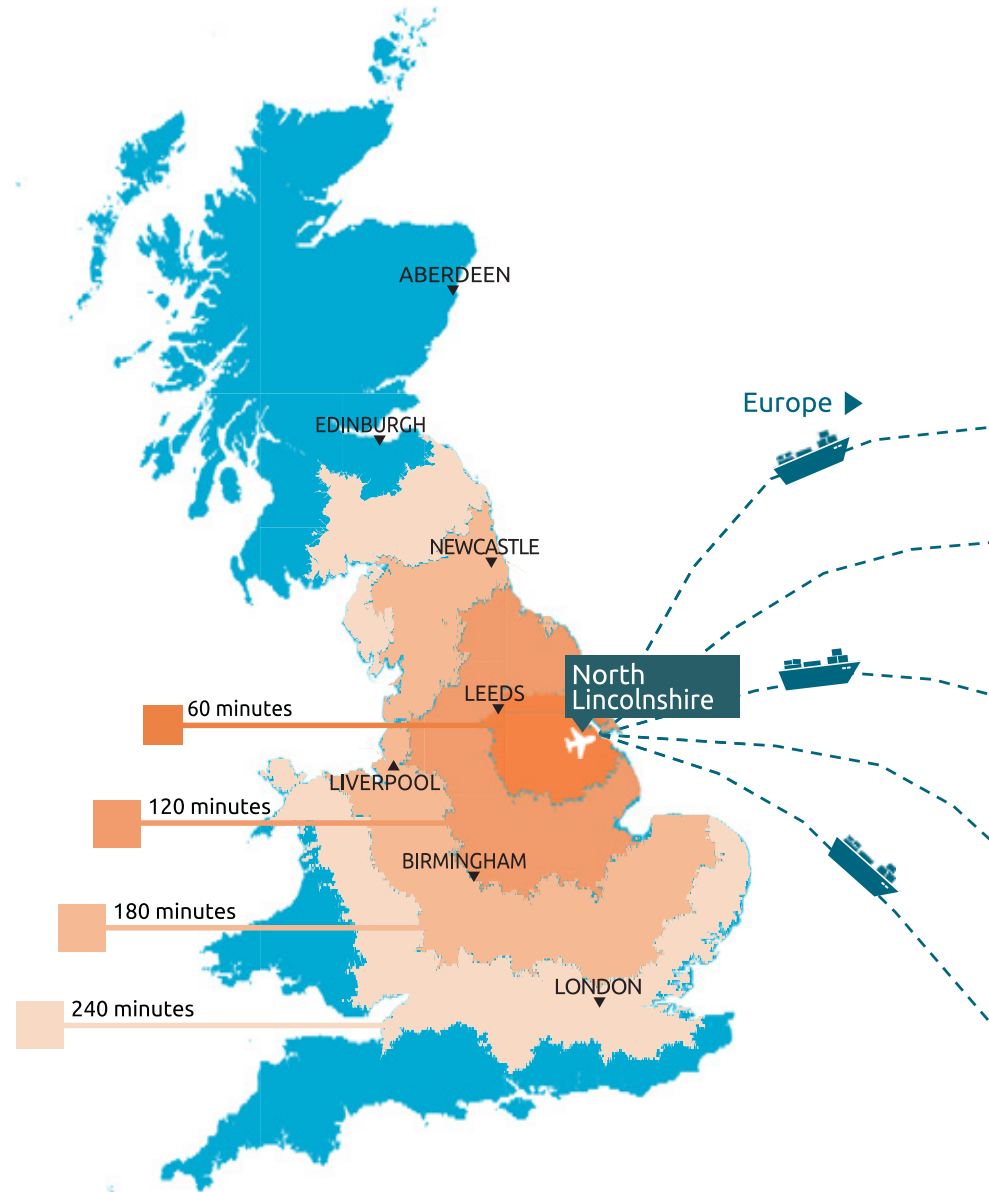 ABERDEEN
Europe
EDINBURGH
NEWCASTLE
North
Lincolnshire
LEEDS
60 minutes
LIVERPOOL
120 minutes
BIRMINGHAM
180 minutes
LONDON
240 minutes